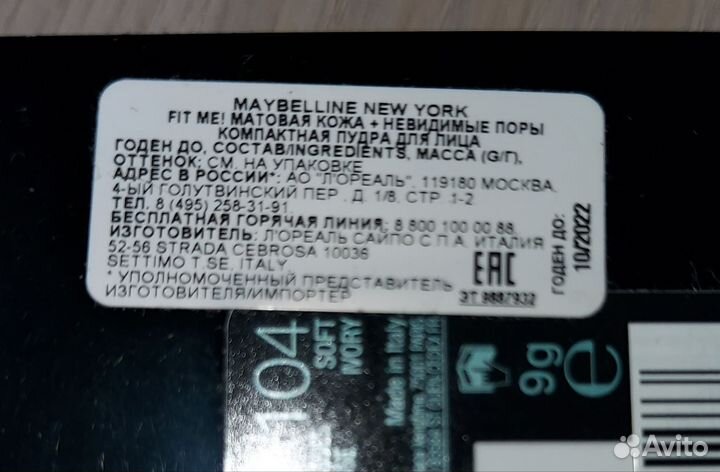 MAYBELLINE NEW YORK
FIT ME! МАТОВАЯ КОЖА + НЕВИДИМЫЕ ПОРЫ
КОМПАКТНАЯ ПУДРА ДЛЯ ЛИЦА
ГОДЕН ДО, СОСТАВ/INGREDIENTS, МАССА (G/Г),
ОТТЕНОК: СМ. НА УПАКОВКЕ
АДРЕС В РОССИИ*: АО "Л'ОРЕАЛЬ", 119180 МОСКВА,
4-ЫЙ ГОЛУТВИНСКИЙ ПЕР., Д. 1/8, СТР. 1-2
ТЕЛ. 8 (495) 258-31-91
БЕСПЛАТНАЯ ГОРЯЧАЯ ЛИНИЯ: 8 800 100 00 88
ИЗГОТОВИТЕЛЬ: Л'ОРЕАЛЬ САЙПО С.П.А. ИТАЛИЯ
52-56 STRADA CEBROSA 10036
SETTIMO T.SE, ITALY
* УПОЛНОМОЧЕННЫЙ ПРЕДСТАВИТЕЛЬ
ИЗГОТОВИТЕЛЯ/ИМПОРТЕР
EAC
ЭТ 9887932
ГОДЕН ДО:
10/2022
104
SOFT
IVORY
Made in Italy
9g
e
Avito